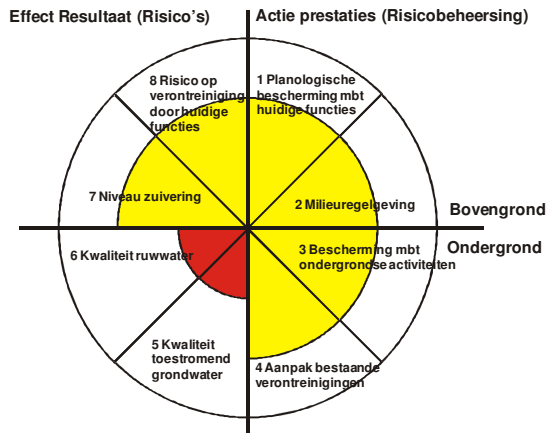 Effect Resultaat (Risico's)
Actie prestaties (Risicobeheersing)
8 Risico op
verontreiniging
door huidige
functies
1 Planologische
bescherming mbt
huidige functies
7 Niveau zuivering
2 Milieuregelgeving
Bovengrond
Ondergrond
6 Kwaliteit ruwwater
3 Bescherming mbt
ondergrondse activiteiten
5 Kwaliteit
toestromend
grondwater
4 Aanpak bestaande
verontreinigingen